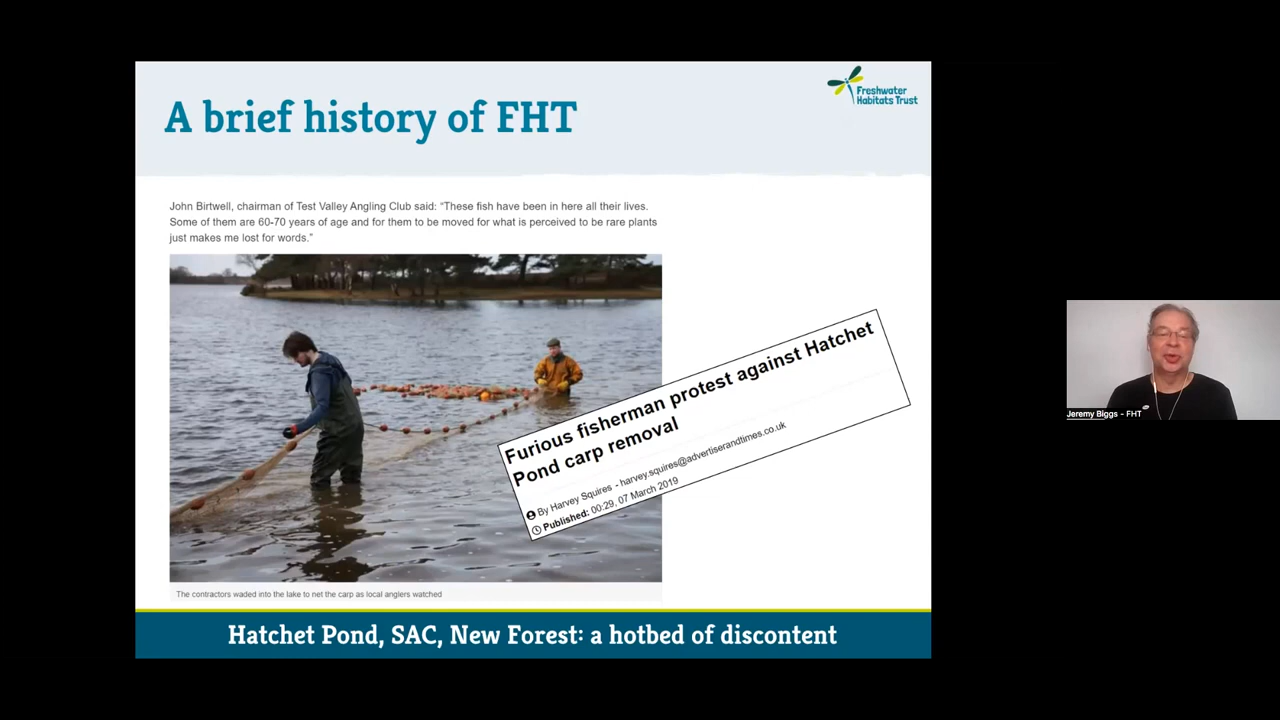 A brief history of FHT
Freshwater
Habitats Trust
John Birtwell, chairman of Test Valley Angling Club said: “These fish have been in here all their lives.
Some of them are 60-70 years of age and for them to be moved for what is perceived to be rare plants
just makes me lost for words.”
Furious fisherman protest against Hatchet
Pond carp removal
By Harvey Squires - harvey.squires@advertiserandtimes.co.uk
Published: 00:29, 07 March 2019
The contractors waded into the lake to net the carp as local anglers watched
Hatchet Pond, SAC, New Forest: a hotbed of discontent
Jeremy Biggs - FHT